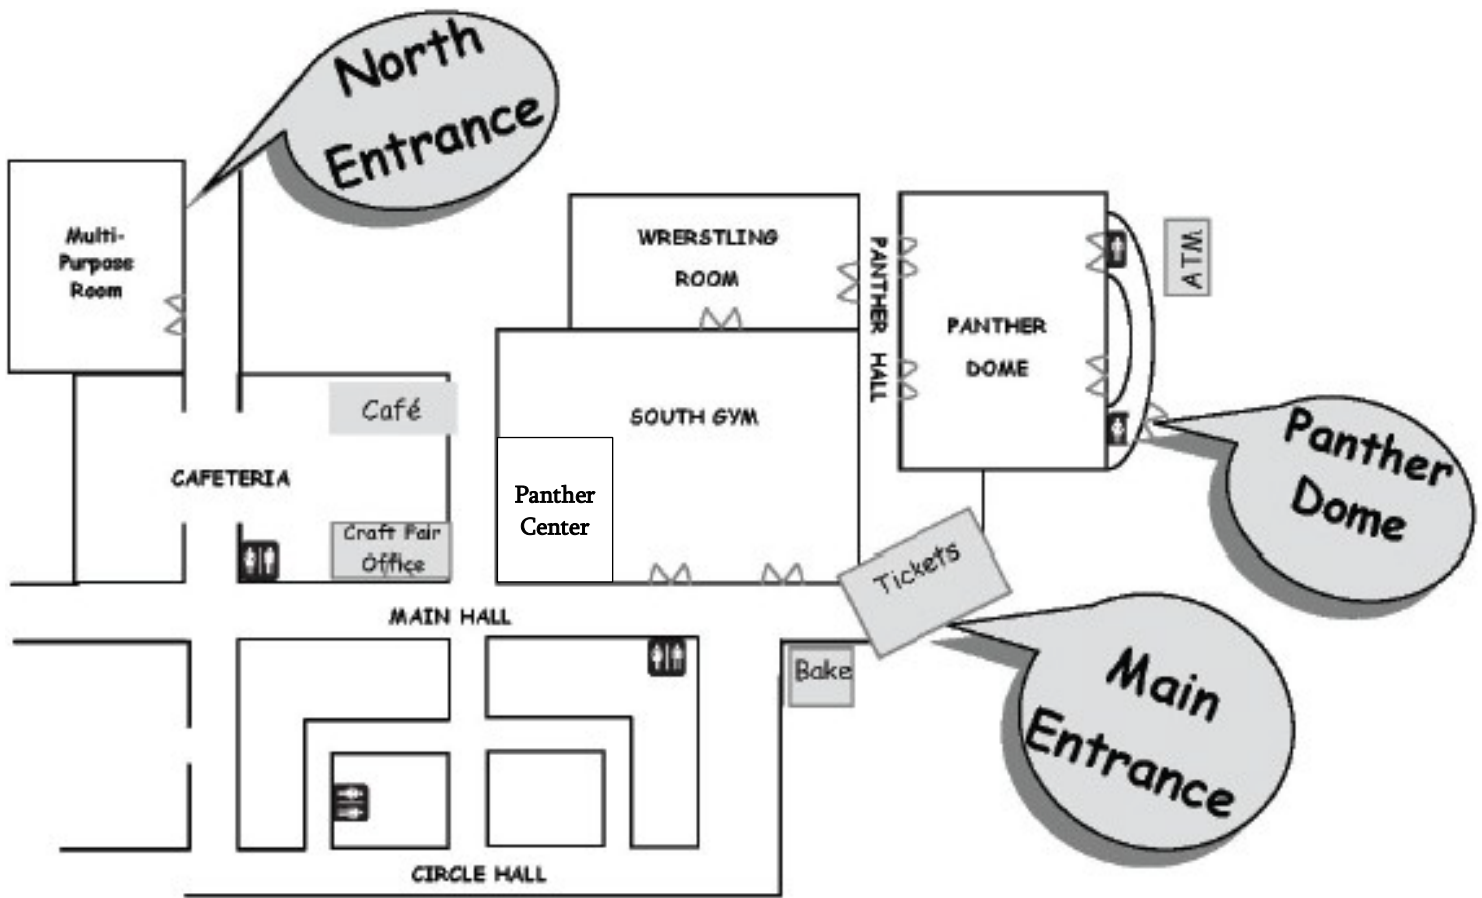 North
Entrance
Multi-
Purpose
Room
WRERSTLING
ROOM
PANTHER HALL
PANTHER
DOME
ATM
Café
SOUTH GYM
CAFETERIA
Panther
Center
Craft Fair
Office
Panther
Dome
Tickets
MAIN HALL
Bake
Main
Entrance
CIRCLE HALL